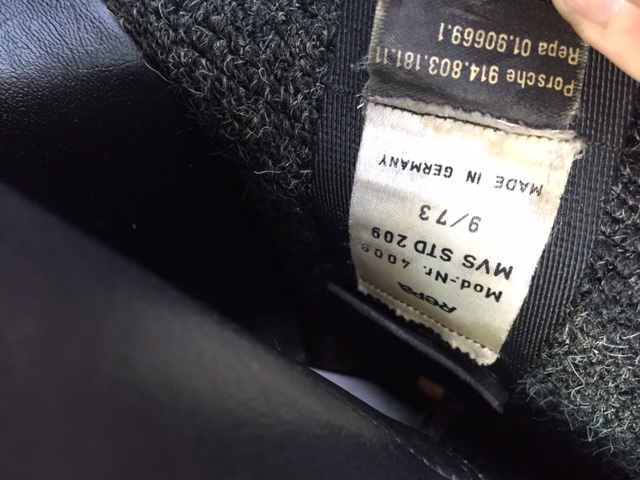 Repa
Mod-Nr. 4009
MVS STD 209
9/73
MADE IN GERMANY
Porsche 914.803.181.11
Repa 01.90669.1